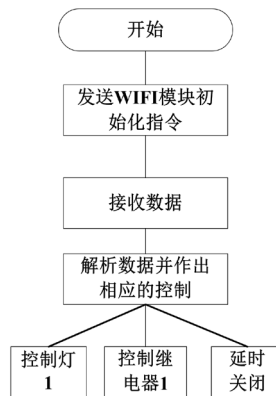 开始
发送WIFI模块初
始化指令
接收数据
解析数据并作出
相应的控制
控制灯
1
控制继
电器1
延时
关闭